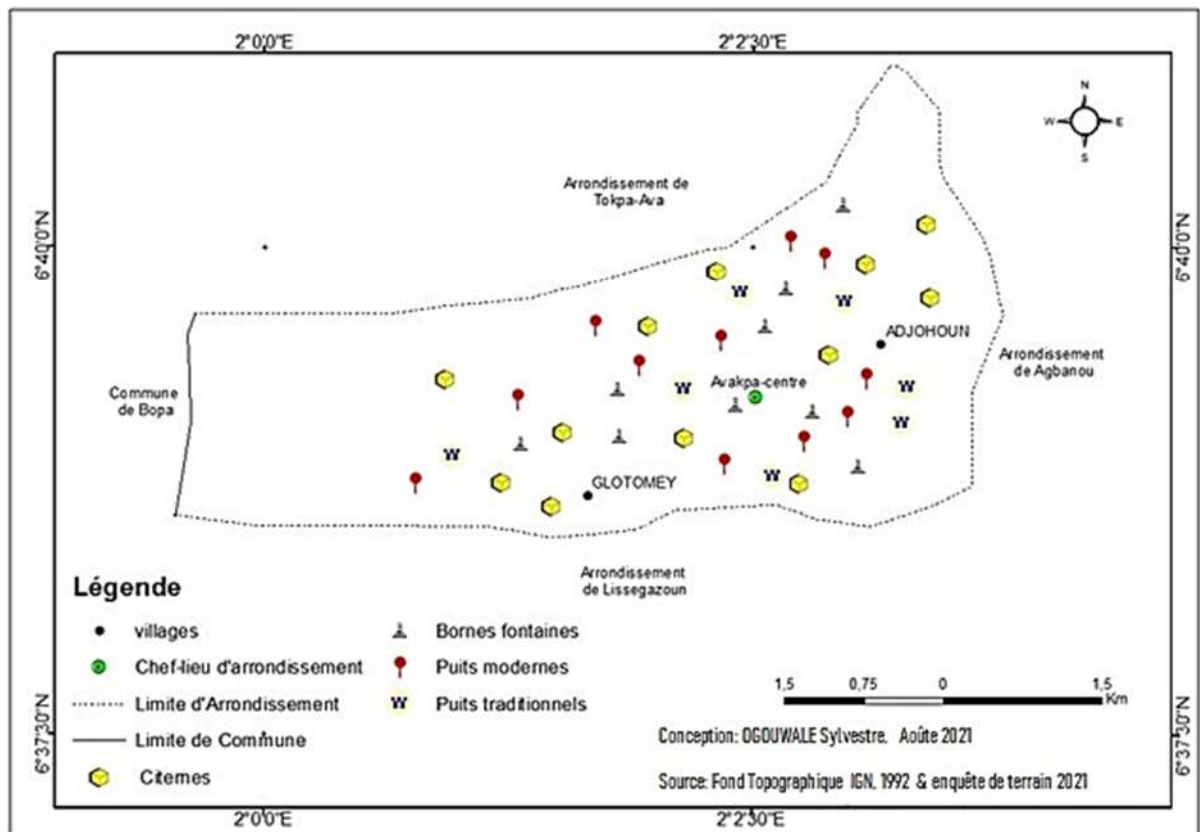 2°0'0"E
2°2'30"E
N
W
E
S
Arrondissement de
Tokpa-Ava
6°40'0"N
6°40'0"N
ADJOHOUN
Arrondissement
de Agbanou
Commune
de Bopa
Avakpa-centre
GLOTOMEY
Arrondissement
de Lissegazoun
Légende
villages
Chef-lieu d'arrondissement
Limite d'Arrondissement
Limite de Commune
Citernes
Bornes fontaines
Puits modernes
Puits traditionnels
1,5
0,75
0
1,5
Km
6°37'30"N
6°37'30"N
Conception: OGOUWALE Sylvestre, Aoûte 2021
Source: Fond Topographique IGN, 1992 & enquête de terrain 2021
2°0'0"E
2°2'30"E